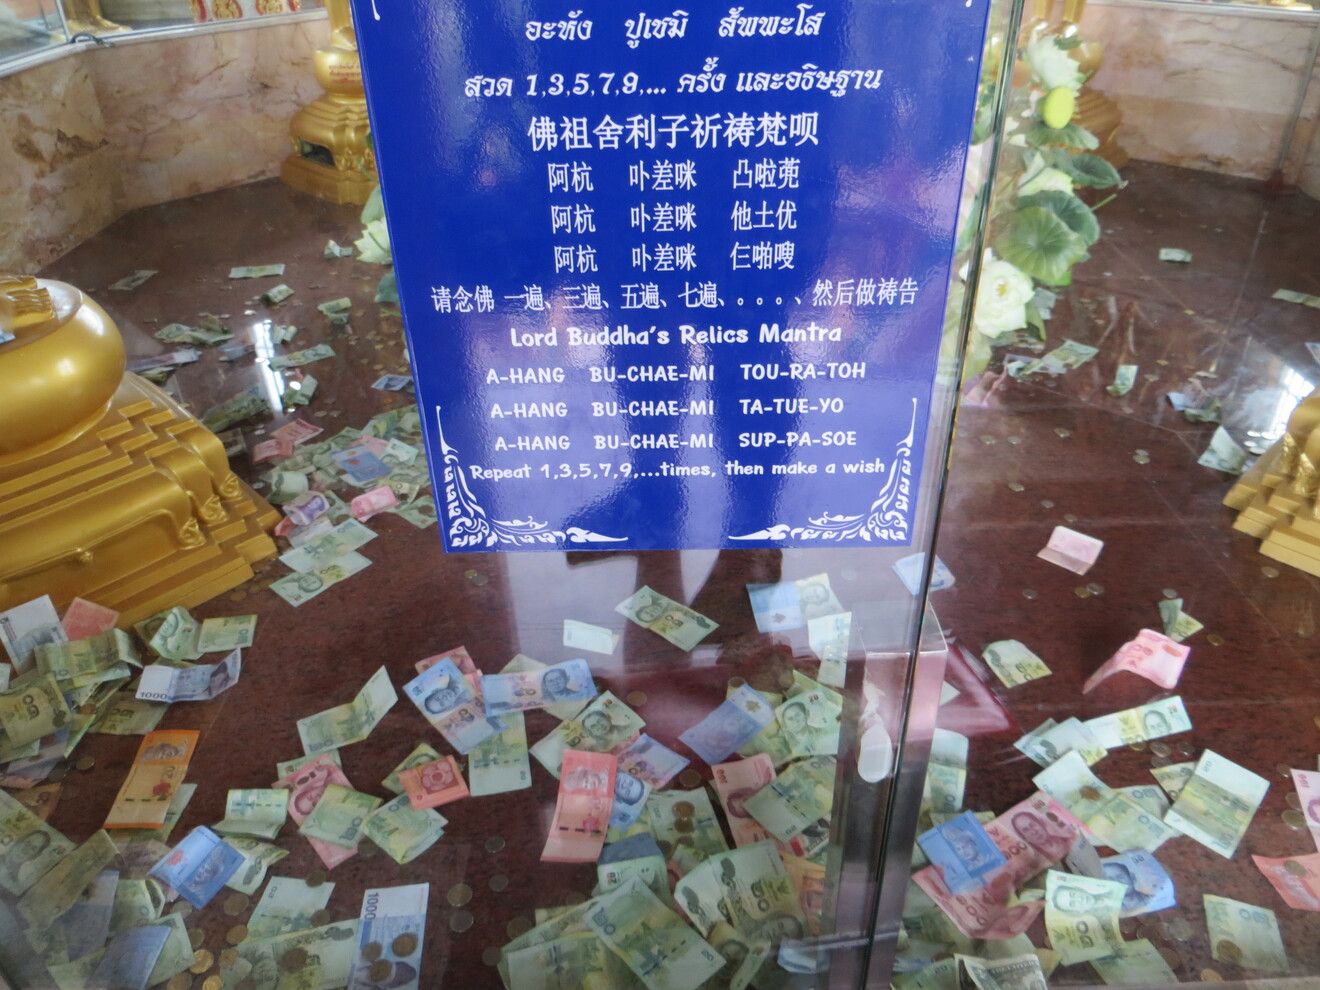 อะหัง ปูเชมิ สัพพะโส
สวด 1,3,5,7,9,... ครั้ง และอธิษฐาน
佛祖舍利子祈祷梵呗
阿杭 卟差咪 凸啦蔸
阿杭 卟差咪 他土优
阿杭 卟差咪 仨啪嗖
请念佛 一遍、三遍、五遍、七遍、。。。、然后做祷告
Lord Buddha's Relics Mantra
A-HANG BU-CHAE-MI TOU-RA-TOH
A-HANG BU-CHAE-MI TA-TUE-YO
A-HANG BU-CHAE-MI SUP-PA-SOE
Repeat 1,3,5,7,9,...times, then make a wish
1000
1000